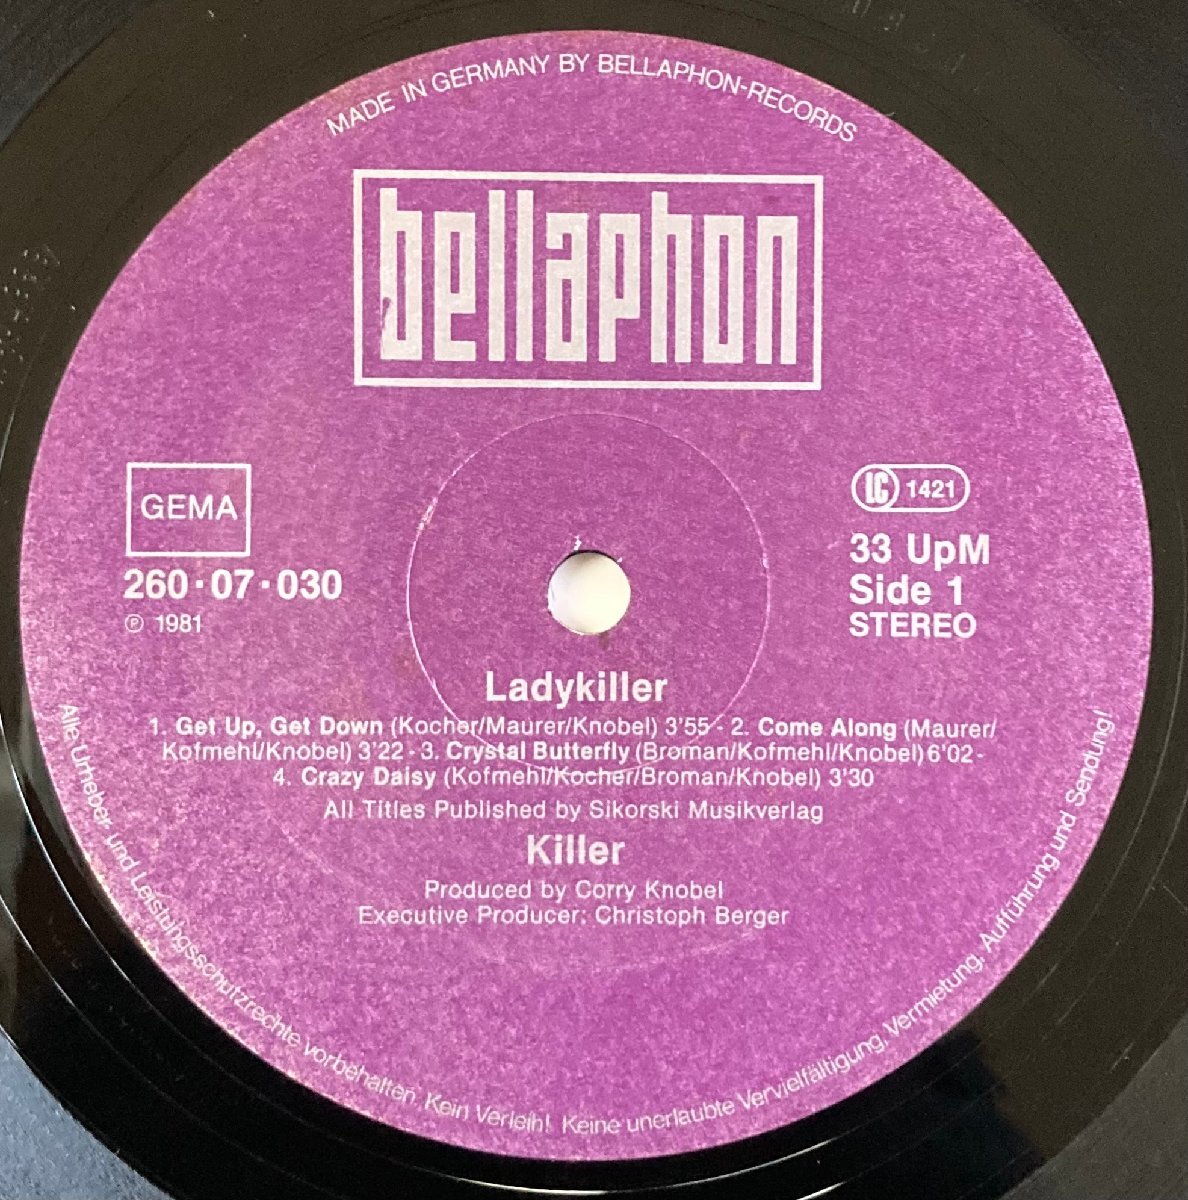 MADE IN GERMANY BY BELLAPHON-RECORDS
bellaphon
GEMA
260·07·030
℗ 1981
LC 1421
33 UpM
Side 1
STEREO
Ladykiller
1. Get Up, Get Down (Kocher/Maurer/Knobel) 3'55 - 2. Come Along (Maurer/
Kofmehl/Knobel) 3'22 - 3. Crystal Butterfly (Broman/Kofmehl/Knobel) 6'02 -
4. Crazy Daisy (Kofmehl/Kocher/Broman/Knobel) 3'30
All Titles Published by Sikorski Musikverlag
Killer
Produced by Corry Knobel
Executive Producer: Christoph Berger
Alle Urheber- und Leistungsschutzrechte vorbehalten. Kein Verleih! Keine unerlaubte Vervielfältigung, Vermietung, Aufführung und Sendung!